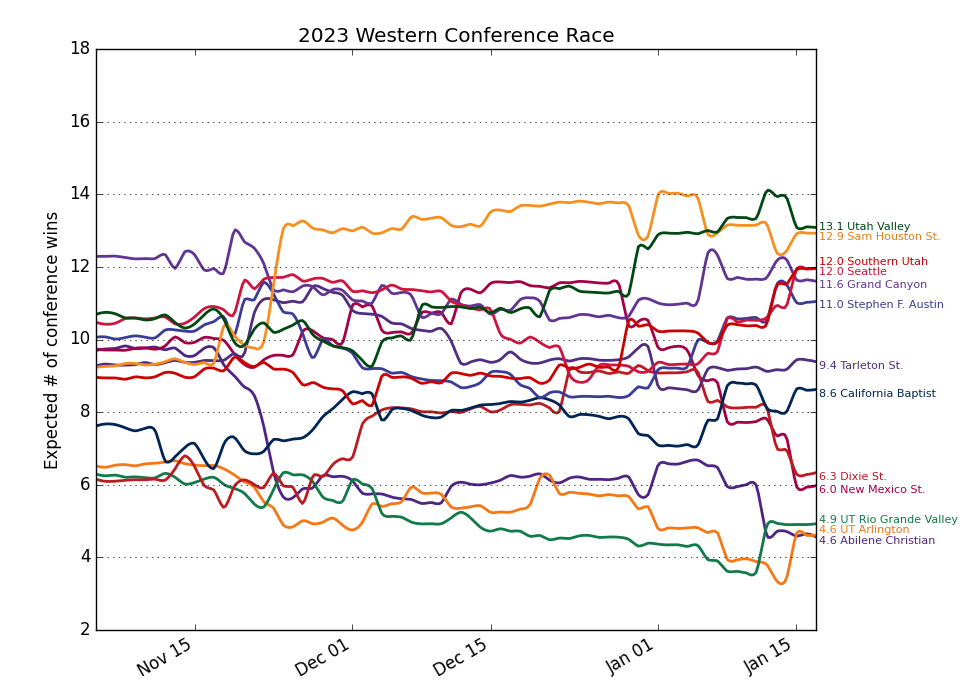 2023 Western Conference Race
Expected # of conference wins
18
16
14
12
10
8
6
4
2
Nov 15
Dec 01
Dec 15
Jan 01
Jan 15
13.1 Utah Valley
12.9 Sam Houston St.
12.0 Southern Utah
12.0 Seattle
11.6 Grand Canyon
11.0 Stephen F. Austin
9.4 Tarleton St.
8.6 California Baptist
6.3 Dixie St.
6.0 New Mexico St.
4.9 UT Rio Grande Valley
4.6 UT Arlington
4.6 Abilene Christian